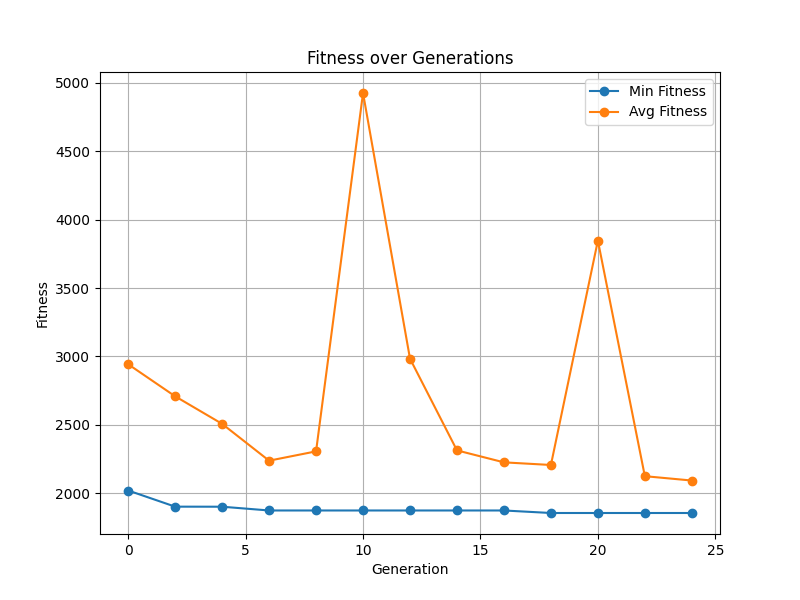 Fitness over Generations
Min Fitness
Avg Fitness
5000
4500
4000
3500
3000
2500
2000
Fitness
0 5 10 15 20 25
Generation